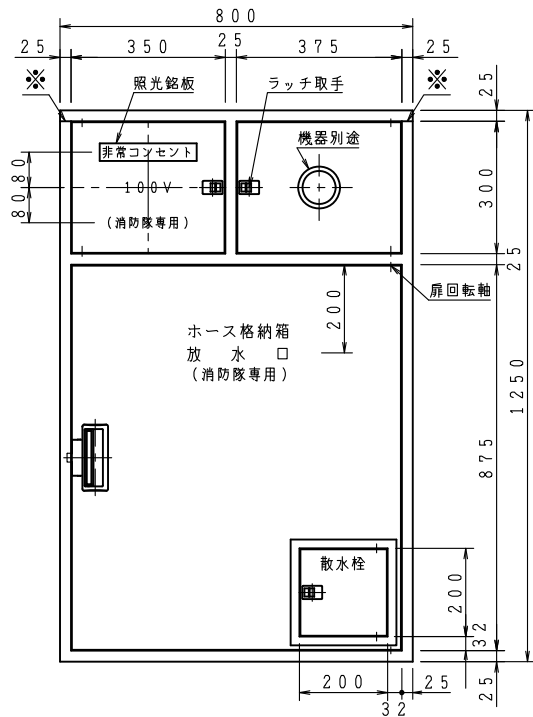 800
25 350 25 375 25
※ 照光銘板 ラッチ取手 ※
25
非常コンセント 機器別途
80 100V
80
(消防隊専用)
300
25
扉回転軸
200
ホース格納箱
放 水 口
(消防隊専用)
1250
875
散水栓
200
32
200 25
32
25